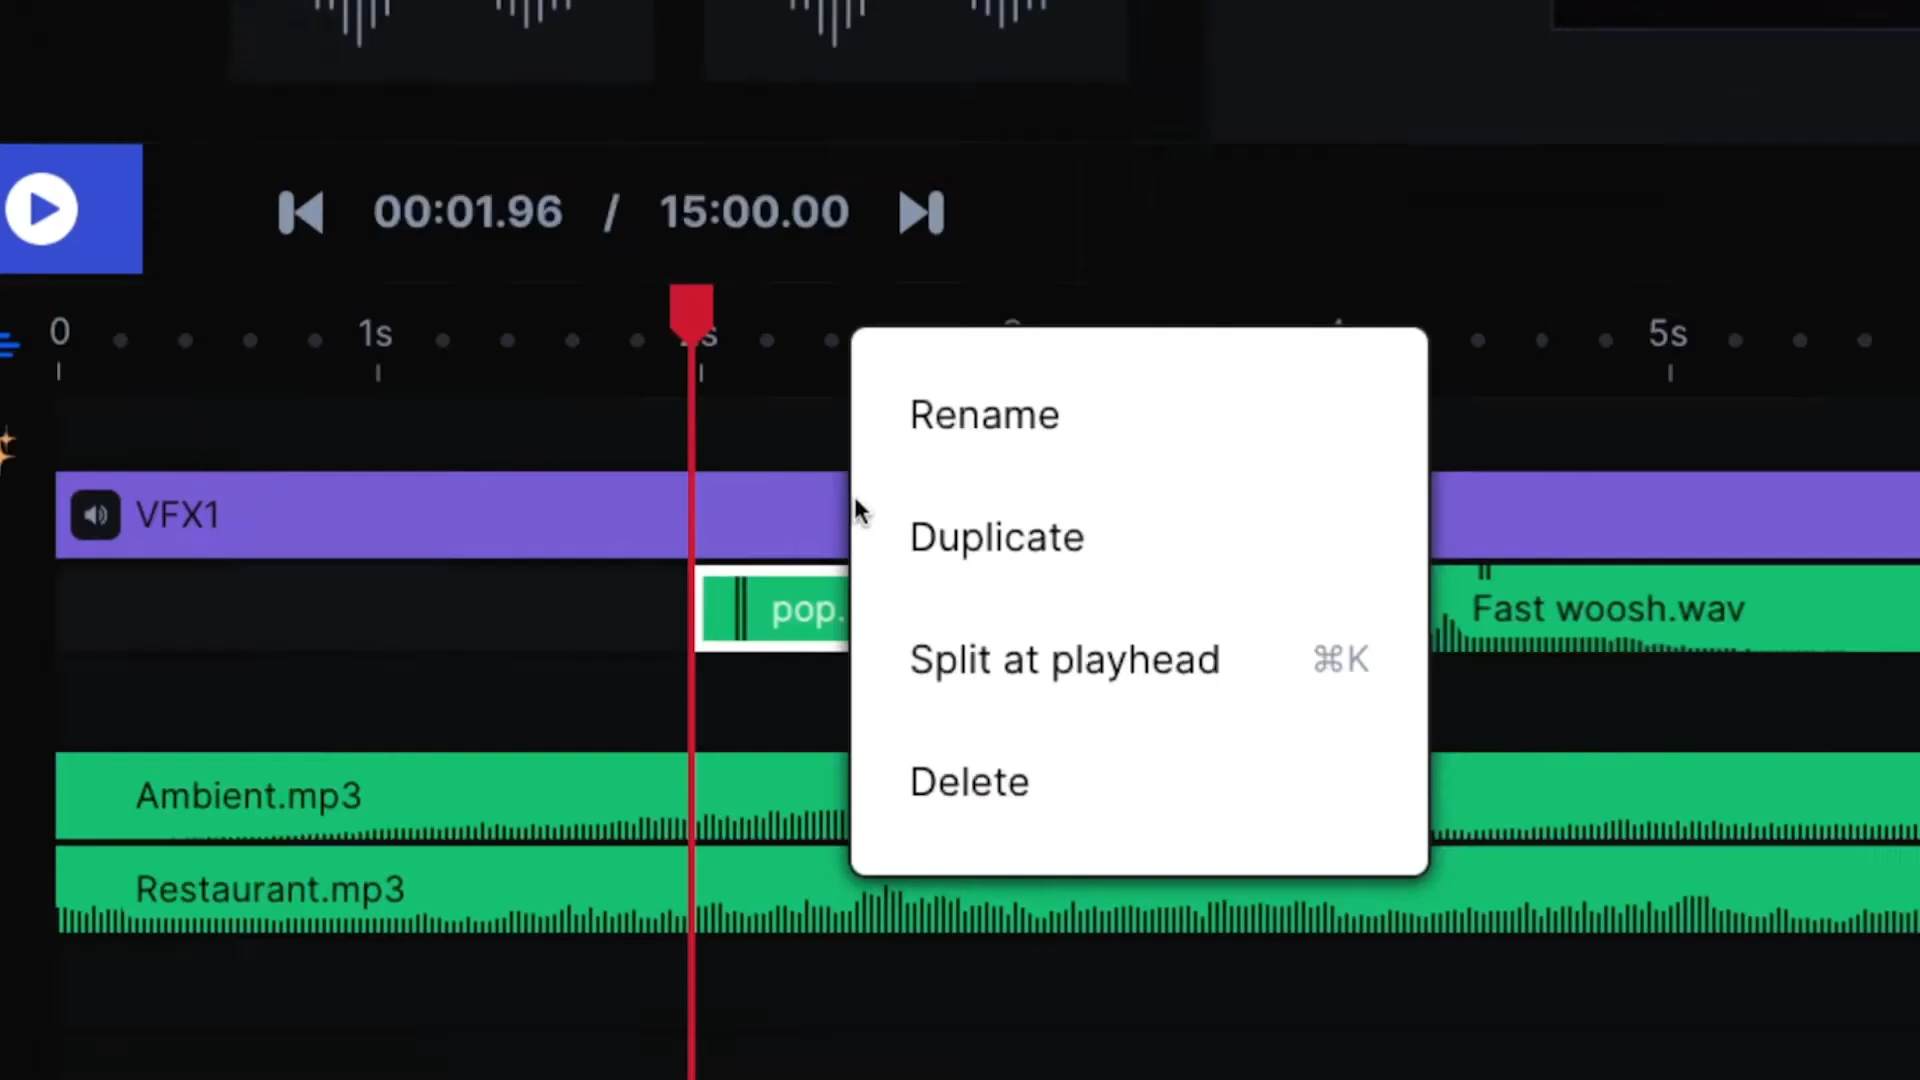 00:01.96 / 15:00.00
0 1s 5s
Rename
VFX1
Duplicate
pop.
Fast woosh.wav
Split at playhead ⌘K
Delete
Ambient.mp3
Restaurant.mp3